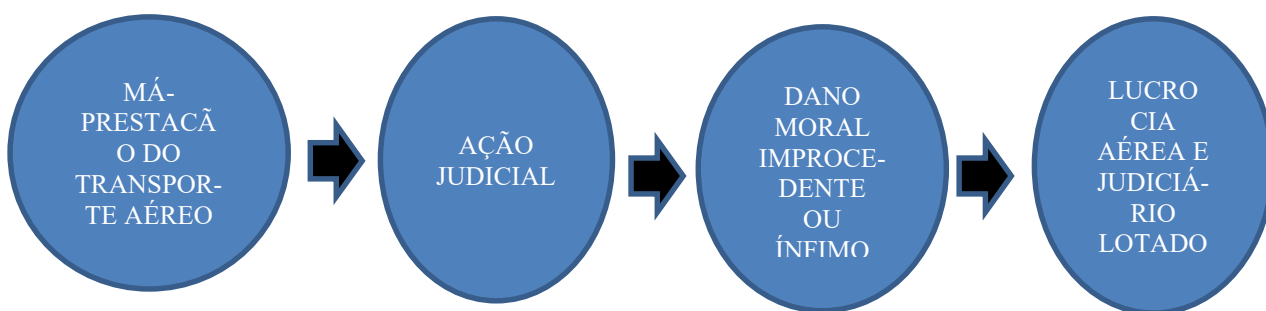 MÁ-
PRESTACÃ
O DO
TRANSPOR-
TE AÉREO
AÇÃO
JUDICIAL
DANO
MORAL
IMPROCE-
DENTE
OU
ÍNFIMO
LUCRO
CIA
AÉREA E
JUDICIÁ-
RIO
LOTADO